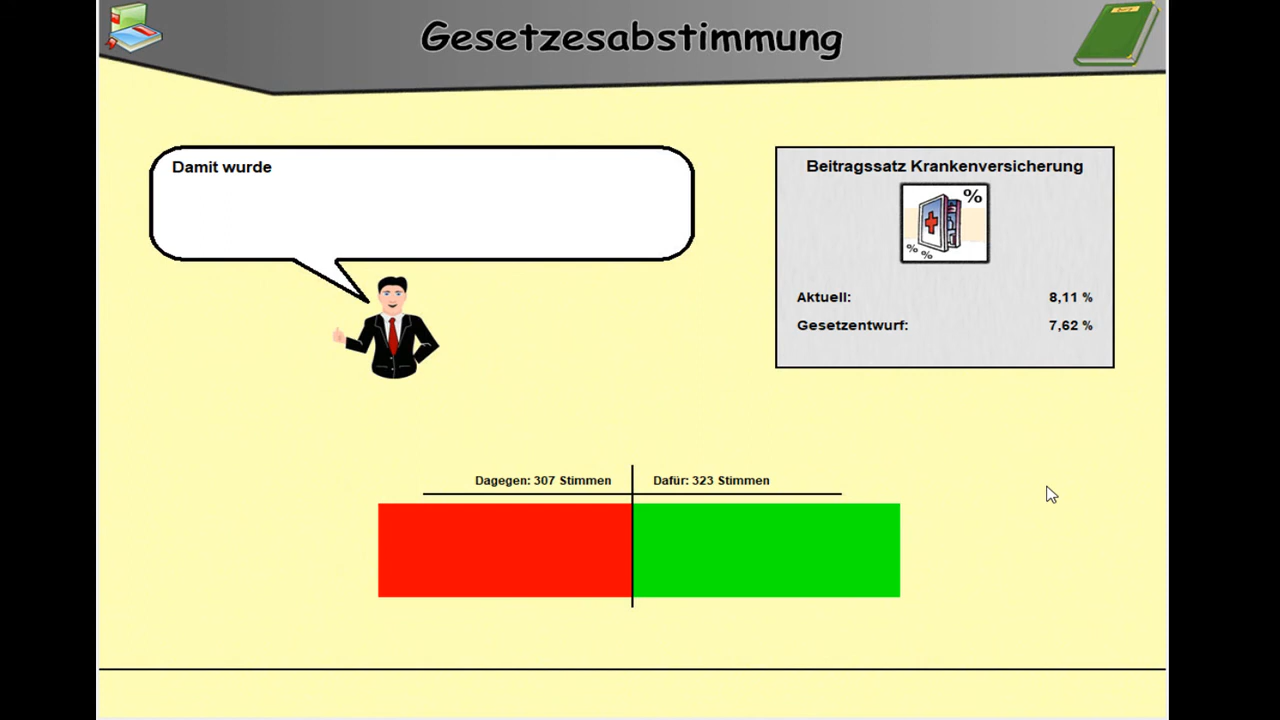 Gesetzesabstimmung
Damit wurde
Beitragssatz Krankenversicherung
%
% %
Aktuell: 8,11 %
Gesetzentwurf: 7,62 %
Dagegen: 307 Stimmen Dafür: 323 Stimmen